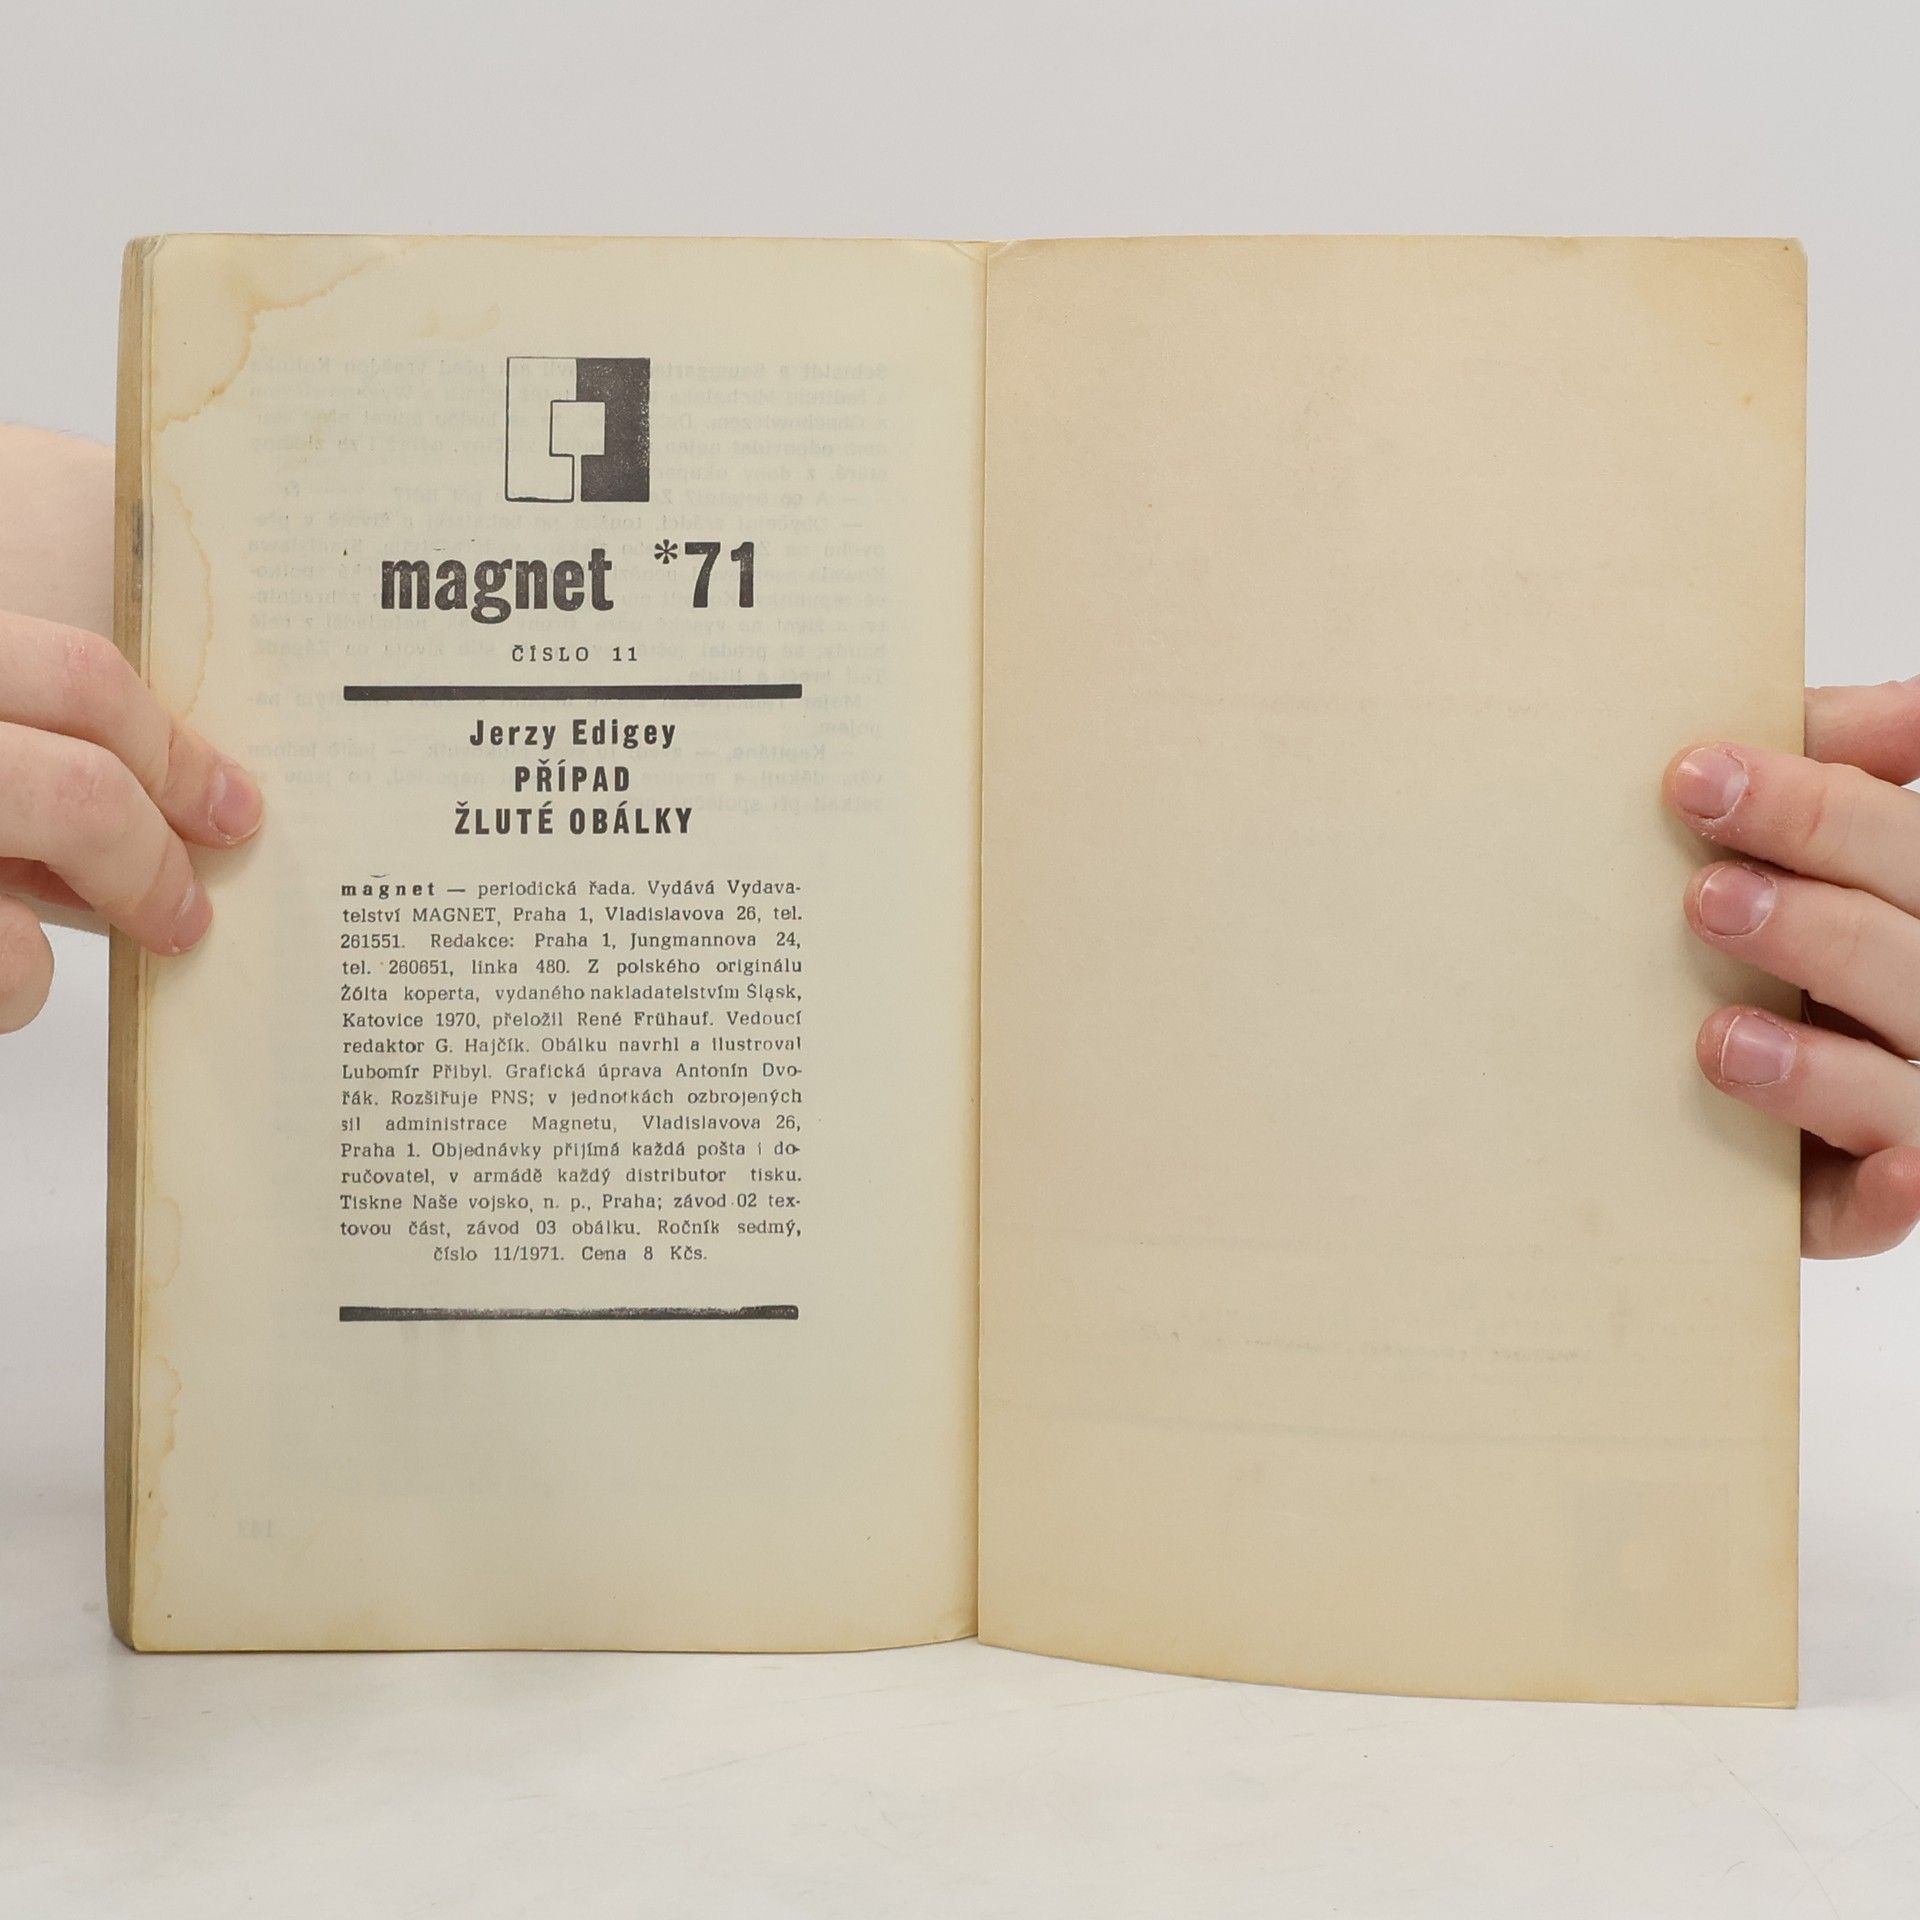 magnet *71
ČÍSLO 11
Jerzy Edigey
PŘÍPAD
ŽLUTÉ OBÁLKY
magnet — periodická řada. Vydává Vydava-
telství MAGNET, Praha 1, Vladislavova 26, tel.
261551. Redakce: Praha 1, Jungmannova 24,
tel. 260651, linka 480. Z polského originálu
Żólta koperta, vydaného nakladatelstvím Śląsk,
Katovice 1970, přeložil René Frühauf. Vedoucí
redaktor G. Hajčík. Obálku navrhl a ilustroval
Lubomír Přibyl. Grafická úprava Antonín Dvo-
řák. Rozšiřuje PNS; v jednotkách ozbrojených
sil administrace Magnetu, Vladislavova 26,
Praha 1. Objednávky přijímá každá pošta i do-
ručovatel, v armádě každý distributor tisku.
Tiskne Naše vojsko, n. p., Praha; závod 02 tex-
tovou část, závod 03 obálku. Ročník sedmý,
číslo 11/1971. Cena 8 Kčs.